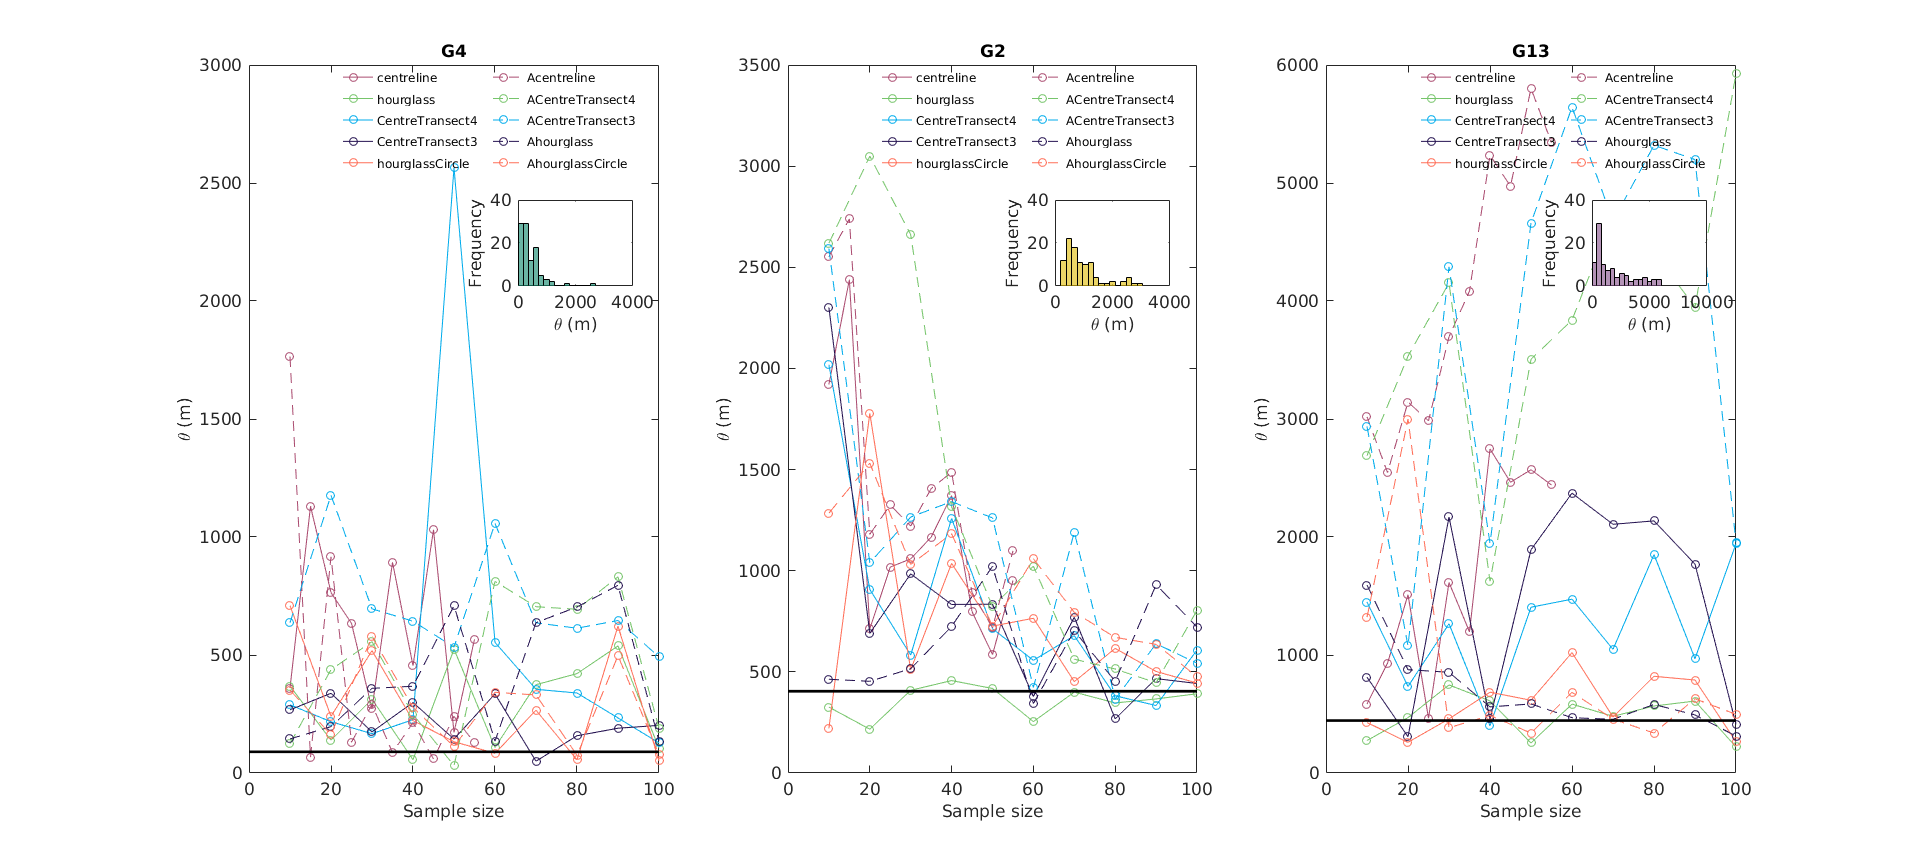 G4
3000
2500
2000
1500
1000
500
0
θ (m)
0 20 40 60 80 100
Sample size
centreline Acentreline
hourglass ACentreTransect4
CentreTransect4 ACentreTransect3
CentreTransect3 Ahourglass
hourglassCircle AhourglassCircle
Frequency
40
20
0
0 2000 4000
θ (m)
G2
3500
3000
2500
2000
1500
1000
500
0
θ (m)
0 20 40 60 80 100
Sample size
centreline Acentreline
hourglass ACentreTransect4
CentreTransect4 ACentreTransect3
CentreTransect3 Ahourglass
hourglassCircle AhourglassCircle
Frequency
40
20
0
0 2000 4000
θ (m)
G13
6000
5000
4000
3000
2000
1000
0
θ (m)
0 20 40 60 80 100
Sample size
centreline Acentreline
hourglass ACentreTransect4
CentreTransect4 ACentreTransect3
CentreTransect3 Ahourglass
hourglassCircle AhourglassCircle
Frequency
40
20
0
0 5000 10000
θ (m)